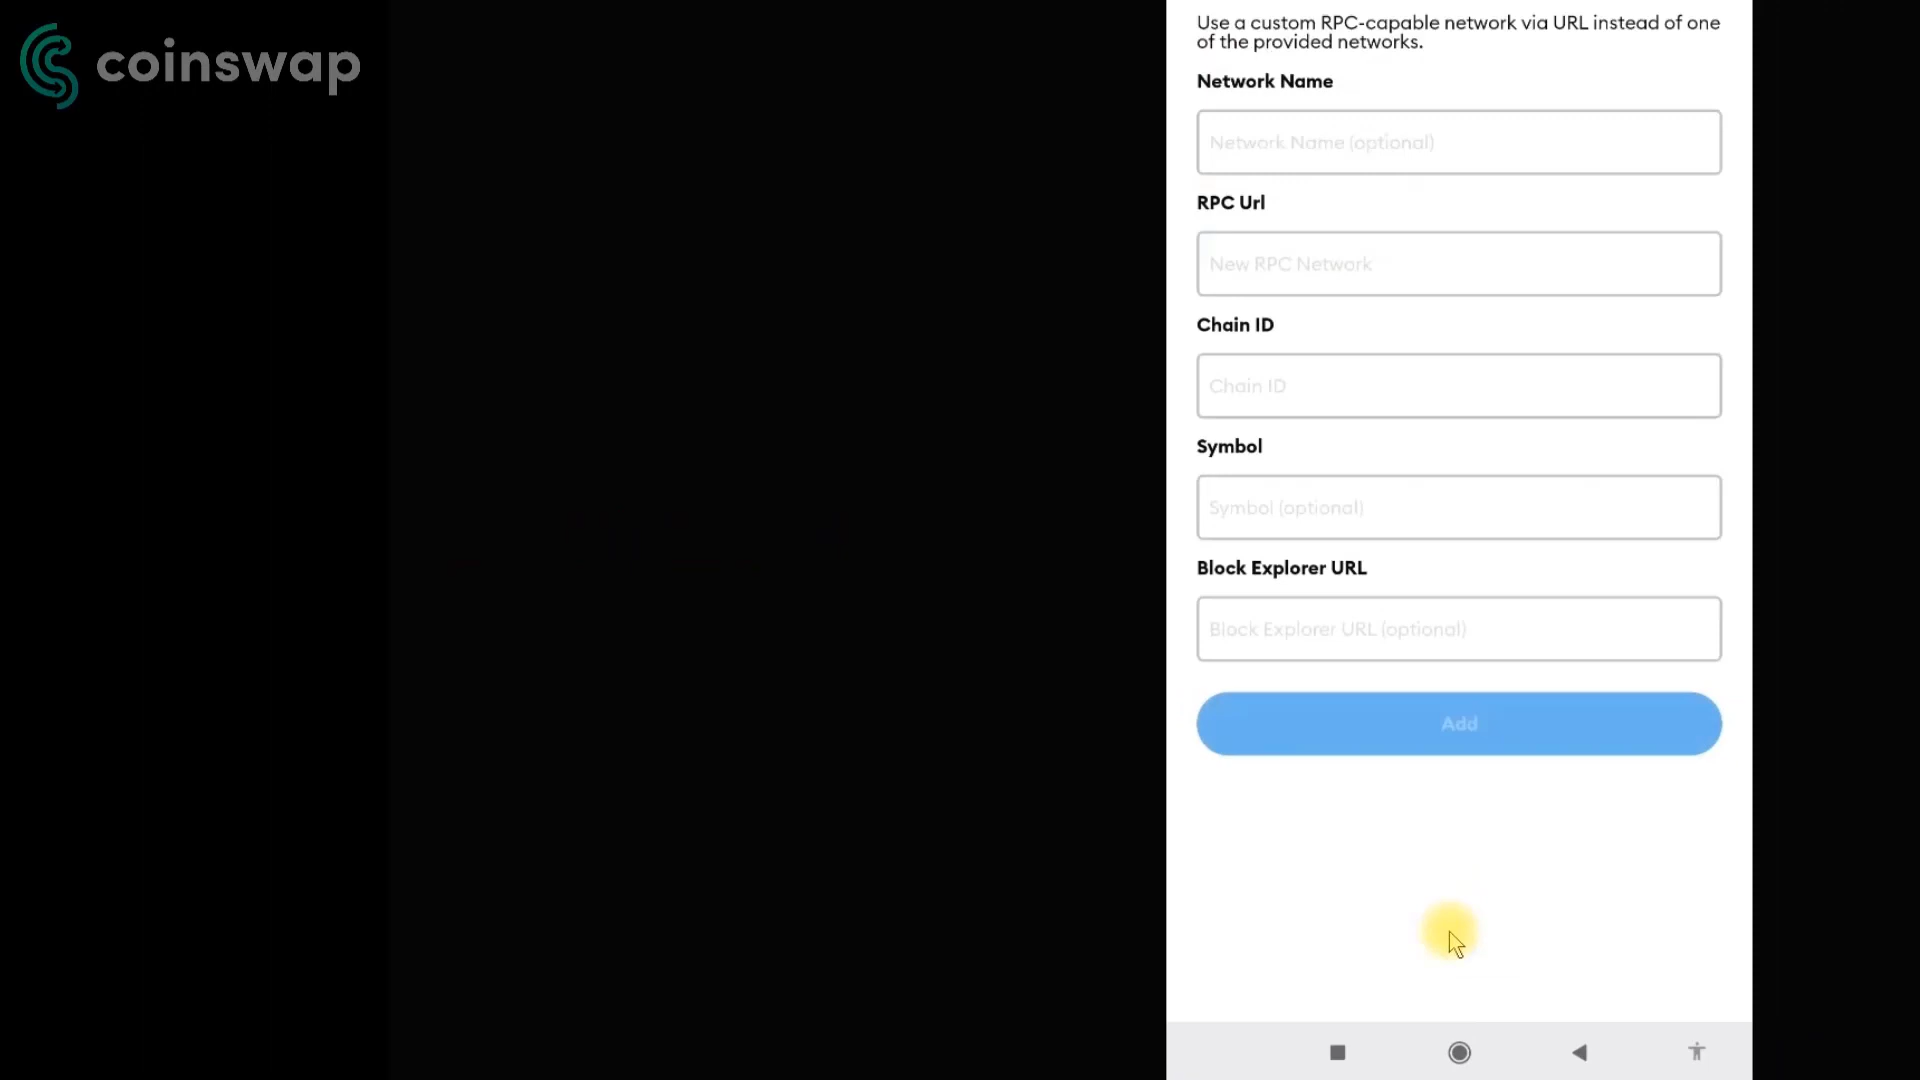 coinswap
Use a custom RPC-capable network via URL instead of one
of the provided networks.
Network Name
Network Name (optional)
RPC Url
New RPC Network
Chain ID
Chain ID
Symbol
Symbol (optional)
Block Explorer URL
Block Explorer URL (optional)
Add